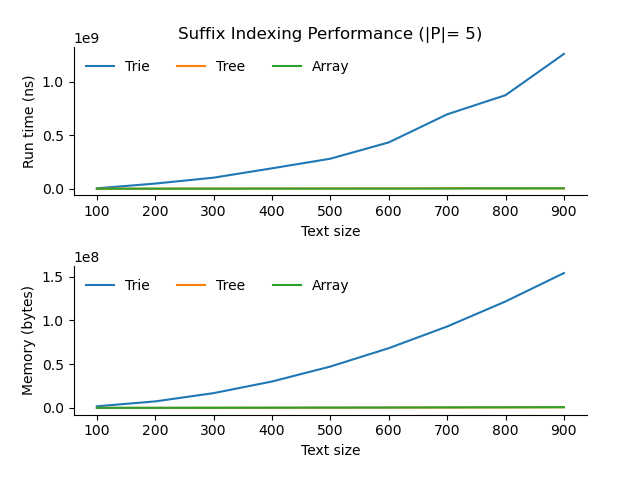 Suffix Indexing Performance (|P|= 5)
1e9
Trie Tree Array
1.0
0.5
0.0
Run time (ns)
100 200 300 400 500 600 700 800 900
Text size
1e8
Trie Tree Array
1.5
1.0
0.5
0.0
Memory (bytes)
100 200 300 400 500 600 700 800 900
Text size